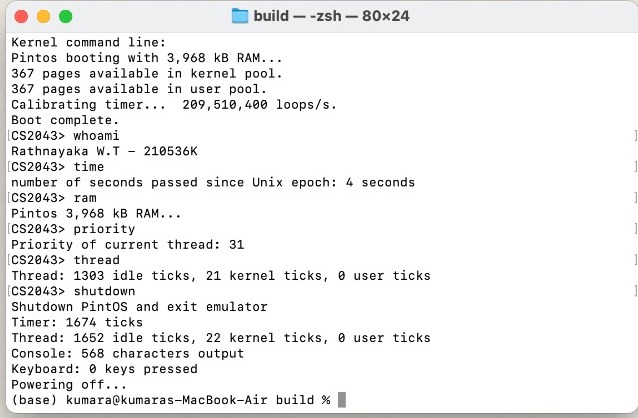 build — -zsh — 80×24
Kernel command line:
Pintos booting with 3,968 kB RAM...
367 pages available in kernel pool.
367 pages available in user pool.
Calibrating timer...  209,510,400 loops/s.
Boot complete.
[CS2043> whoami ]
Rathnayaka W.T – 210536K
[CS2043> time ]
number of seconds passed since Unix epoch: 4 seconds
[CS2043> ram ]
Pintos 3,968 kB RAM...
[CS2043> priority ]
Priority of current thread: 31
[CS2043> thread ]
Thread: 1303 idle ticks, 21 kernel ticks, 0 user ticks
[CS2043> shutdown ]
Shutdown PintOS and exit emulator
Timer: 1674 ticks
Thread: 1652 idle ticks, 22 kernel ticks, 0 user ticks
Console: 568 characters output
Keyboard: 0 keys pressed
Powering off...
(base) kumara@kumaras-MacBook-Air build %